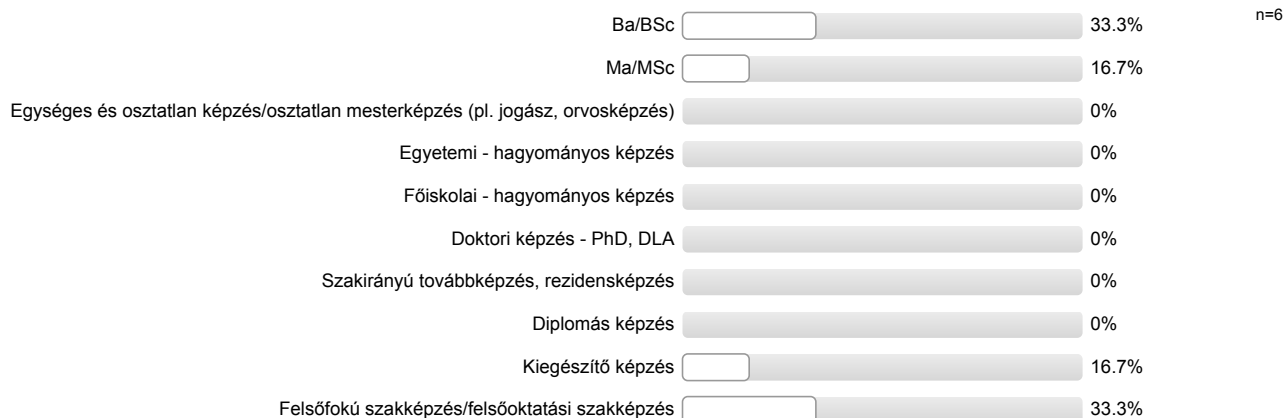 Ba/BSc 33.3% n=6
Ma/MSc 16.7%
Egységes és osztatlan képzés/osztatlan mesterképzés (pl. jogász, orvosképzés) 0%
Egyetemi - hagyományos képzés 0%
Főiskolai - hagyományos képzés 0%
Doktori képzés - PhD, DLA 0%
Szakirányú továbbképzés, rezidensképzés 0%
Diplomás képzés 0%
Kiegészítő képzés 16.7%
Felsőfokú szakképzés/felsőoktatási szakképzés 33.3%